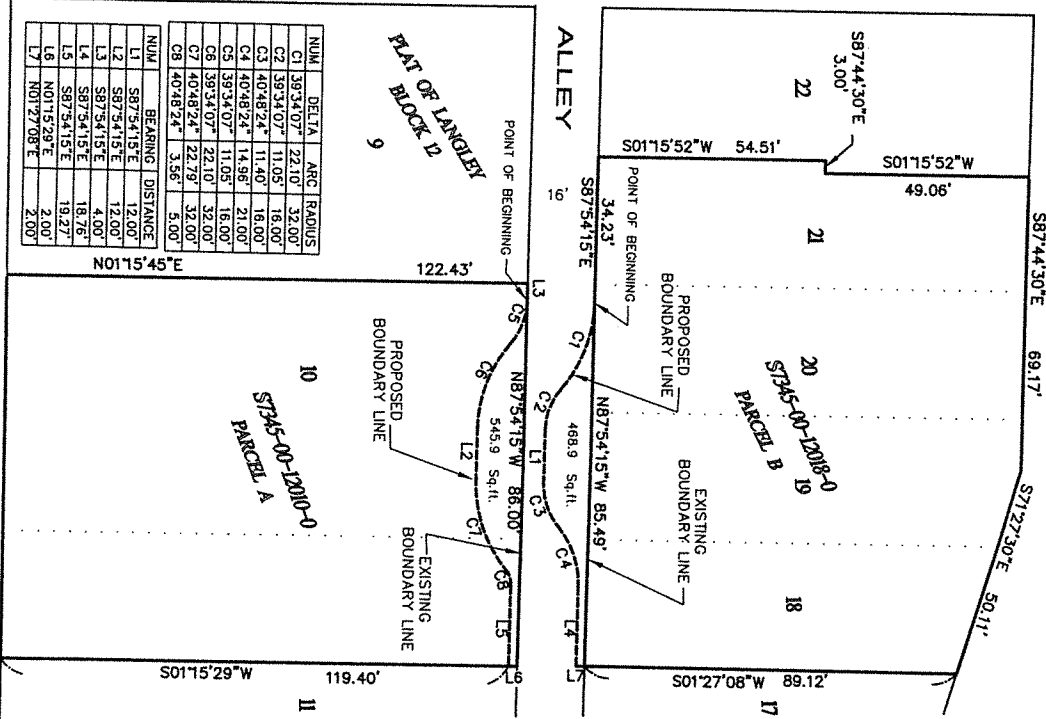 S87°44'30"E
3.00'
22
S01°15'52"W 54.51'
S01°15'52"W
49.06'
S87°44'30"E 69.17'
S71°27'30"E 50.11'
21
20
19
18
17
S7345-00-12018-0
PARCEL B
ALLEY
16'
S87°54'15"E
34.23'
POINT OF BEGINNING
PROPOSED
BOUNDARY LINE
EXISTING
BOUNDARY LINE
N87°54'15"W 85.49'
C1
C2
L1
C3
C4
L4
L7
468.9 Sq.ft.
S01°27'08"W 89.12'
PLAT OF LANGLEY
BLOCK 12
9
POINT OF BEGINNING
L3
C5
C6
L2
C7
C8
L5
L6
N87°54'15"W 86.00'
545.9 Sq.ft.
PROPOSED
BOUNDARY LINE
EXISTING
BOUNDARY LINE
N01°15'45"E 122.43'
10
S7345-00-12010-0
PARCEL A
S01°15'29"W 119.40'
11
NUM DELTA ARC RADIUS
C1 39°34'07" 22.10' 32.00'
C2 39°34'07" 11.05' 16.00'
C3 40°48'24" 11.40' 16.00'
C4 40°48'24" 14.96' 21.00'
C5 39°34'07" 11.05' 16.00'
C6 39°34'07" 22.10' 32.00'
C7 40°48'24" 22.79' 32.00'
C8 40°48'24" 3.56' 5.00'
NUM BEARING DISTANCE
L1 S87°54'15"E 12.00'
L2 S87°54'15"E 12.00'
L3 S87°54'15"E 4.00'
L4 S87°54'15"E 18.76'
L5 S87°54'15"E 19.27'
L6 N01°15'29"E 2.00'
L7 N01°27'08"E 2.00'